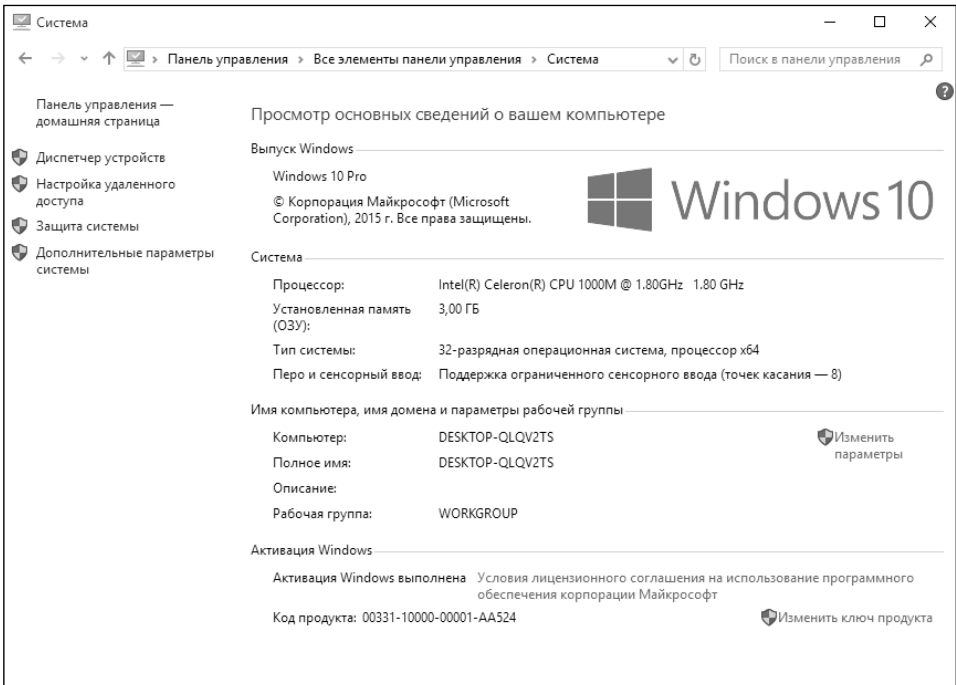 Система
Панель управления › Все элементы панели управления › Система
Поиск в панели управления
Панель управления —
домашняя страница
Диспетчер устройств
Настройка удаленного
доступа
Защита системы
Дополнительные параметры
системы
Просмотр основных сведений о вашем компьютере
Выпуск Windows
Windows 10 Pro
© Корпорация Майкрософт (Microsoft
Corporation), 2015 г. Все права защищены.
Windows 10
Система
Процессор: Intel(R) Celeron(R) CPU 1000M @ 1.80GHz 1.80 GHz
Установленная память 3,00 ГБ
(ОЗУ):
Тип системы: 32-разрядная операционная система, процессор x64
Перо и сенсорный ввод: Поддержка ограниченного сенсорного ввода (точек касания — 8)
Имя компьютера, имя домена и параметры рабочей группы
Компьютер: DESKTOP-QLQV2TS
Изменить
параметры
Полное имя: DESKTOP-QLQV2TS
Описание:
Рабочая группа: WORKGROUP
Активация Windows
Активация Windows выполнена Условия лицензионного соглашения на использование программного
обеспечения корпорации Майкрософт
Код продукта: 00331-10000-00001-AA524 Изменить ключ продукта